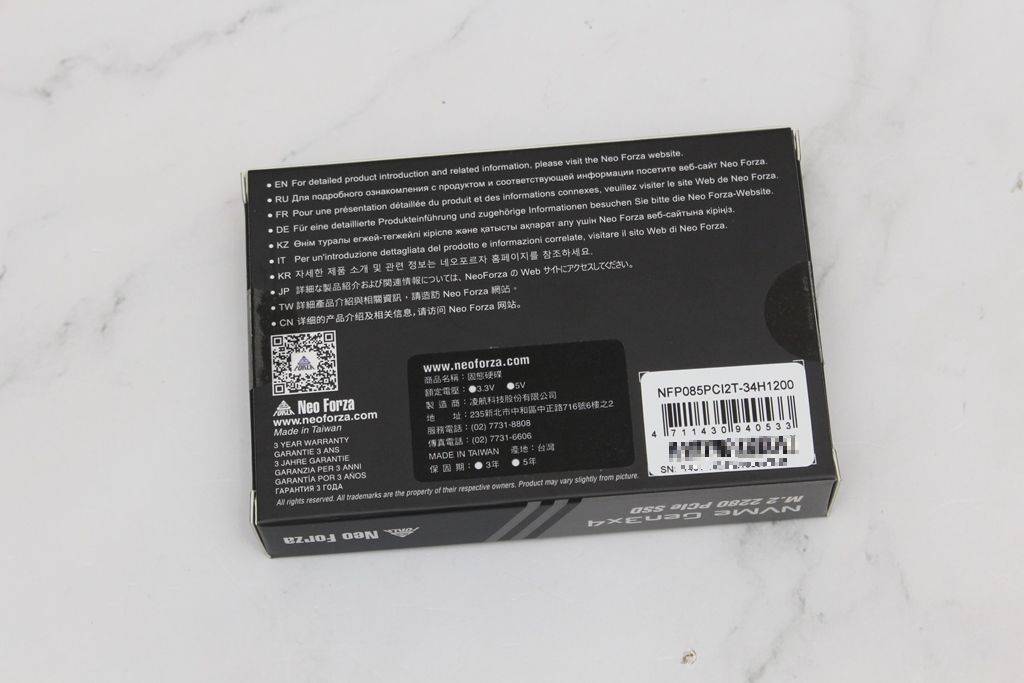 ● EN For detailed product introduction and related information, please visit the Neo Forza website.
● RU Для подробного ознакомления с продуктом и соответствующей информации посетите веб-сайт Neo Forza.
● FR Pour une présentation détaillée du produit et des informations connexes, veuillez visiter le site Web de Neo Forza.
● DE Für eine detaillierte Produkteinführung und zugehörige Informationen besuchen Sie bitte die Neo Forza-Website.
● KZ Өнім туралы егжей-тегжейлі кіріспе және қатысты ақпарат алу үшін Neo Forza веб-сайтына кіріңіз.
● IT Per un'introduzione dettagliata del prodotto e informazioni correlate, visitare il sito Web di Neo Forza.
● KR 자세한 제품 소개 및 관련 정보는 네오포르자 홈페이지를 참조하세요.
● JP 詳細な製品紹介および関連情報については、NeoForza の Web サイトにアクセスしてください。
● TW 詳細產品介紹與相關資訊，請造訪 Neo Forza 網站。
● CN 详细的产品介绍及相关信息,请访问 Neo Forza 网站。
Neo Forza
www.neoforza.com
Made in Taiwan
3 YEAR WARRANTY
GARANTIE 3 ANS
3 JAHRE GARANTIE
GARANZIA PER 3 ANNI
GARANTÍA POR 3 AÑOS
ГАРАНТИЯ 3 ГОДА
All rights reserved. All trademarks are the property of their respective owners. Product may vary slightly from picture.
www.neoforza.com
商品名稱：固態硬碟
額定電壓：●3.3V ●5V
製造商：凌航科技股份有限公司
地址：235新北市中和區中正路716號6樓之2
服務電話：(02) 7731-8808
傳真電話：(02) 7731-6606
MADE IN TAIWAN 產地：台灣
保固期：●3年 ●5年
NFP085PCI2T-34H1200
4 711430 940533
SN:
NVMe Gen3x4
M.2 2280 PCIe SSD
Neo Forza